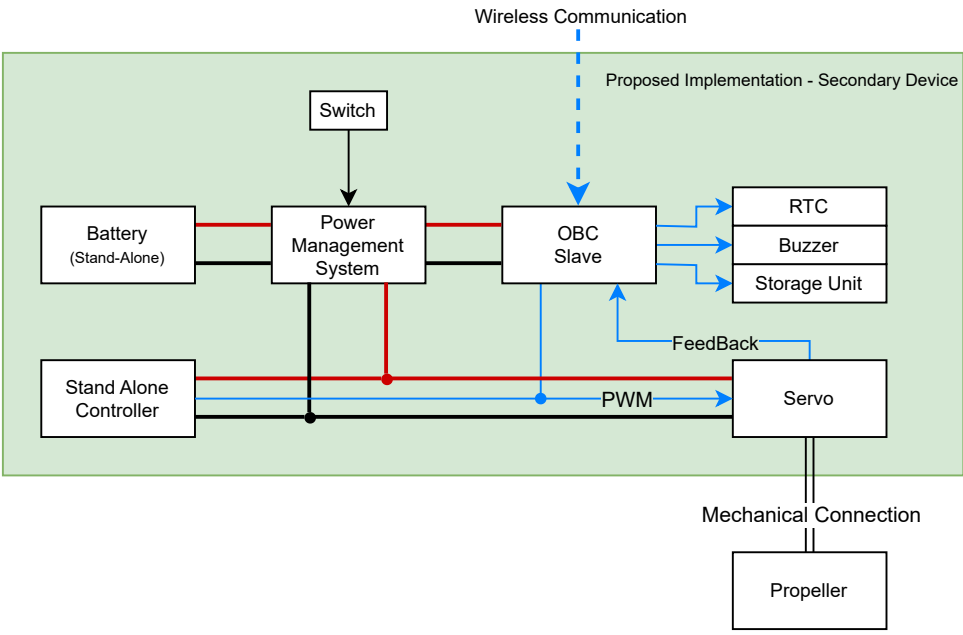 Wireless Communication
Proposed Implementation - Secondary Device
Switch
Battery
(Stand-Alone)
Power
Management
System
OBC
Slave
RTC
Buzzer
Storage Unit
FeedBack
Stand Alone
Controller
PWM
Servo
Mechanical Connection
Propeller